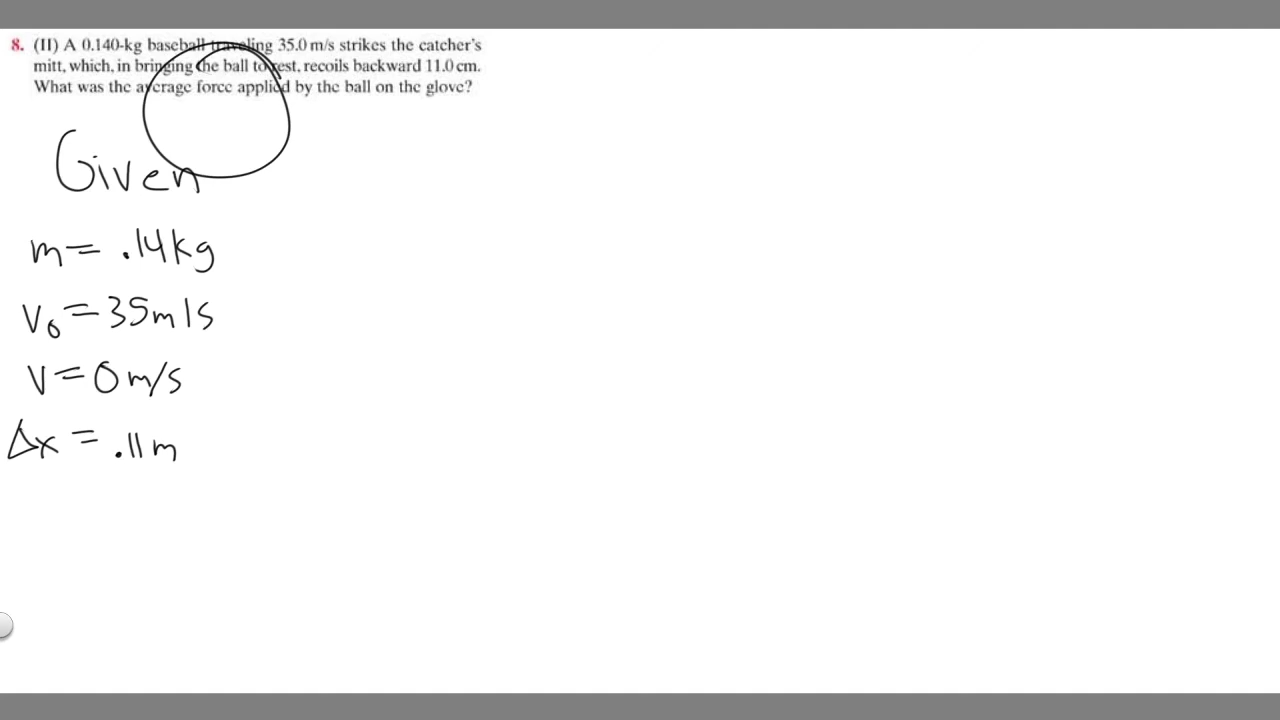 8. (II) A 0.140-kg baseball traveling 35.0 m/s strikes the catcher's
mitt, which, in bringing the ball to rest, recoils backward 11.0 cm.
What was the average force applied by the ball on the glove?
Given
m = .14kg
v₀ = 35m/s
v = 0 m/s
Δx = .11m